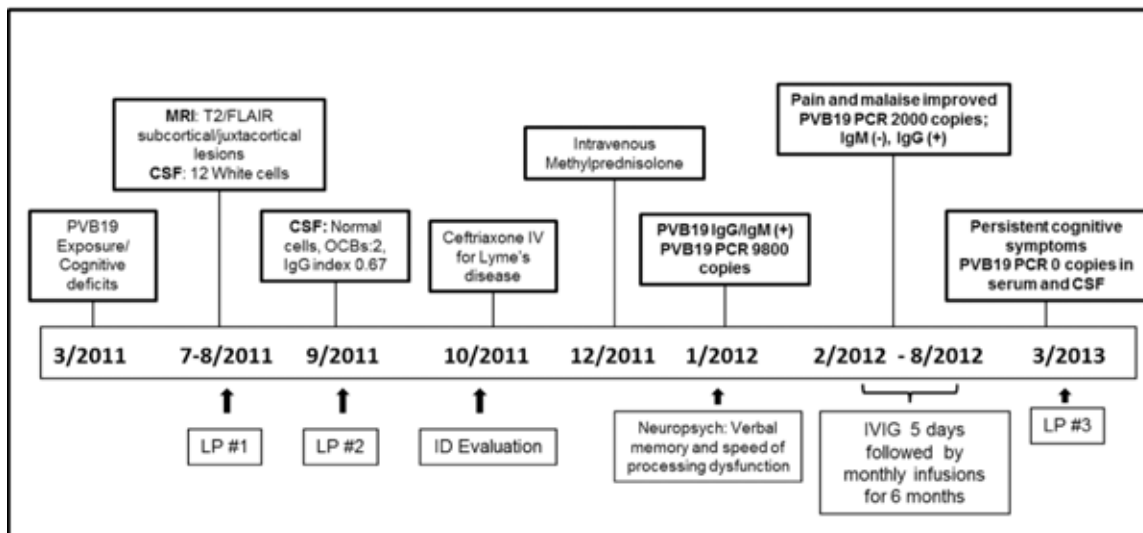 Pain and malaise improved
PVB19 PCR 2000 copies;
IgM (-), IgG (+)
MRI: T2/FLAIR
subcortical/juxtacortical
lesions
CSF: 12 White cells
Intravenous
Methylprednisolone
PVB19
Exposure/
Cognitive
deficits
CSF: Normal
cells, OCBs:2,
IgG index 0.67
Ceftriaxone IV
for Lyme's
disease
PVB19 IgG/IgM (+)
PVB19 PCR 9800
copies
Persistent cognitive
symptoms
PVB19 PCR 0 copies in
serum and CSF
3/2011 7-8/2011 9/2011 10/2011 12/2011 1/2012 2/2012 - 8/2012 3/2013
LP #1
LP #2
ID Evaluation
Neuropsych: Verbal
memory and speed of
processing dysfunction
IVIG 5 days
followed by
monthly infusions
for 6 months
LP #3